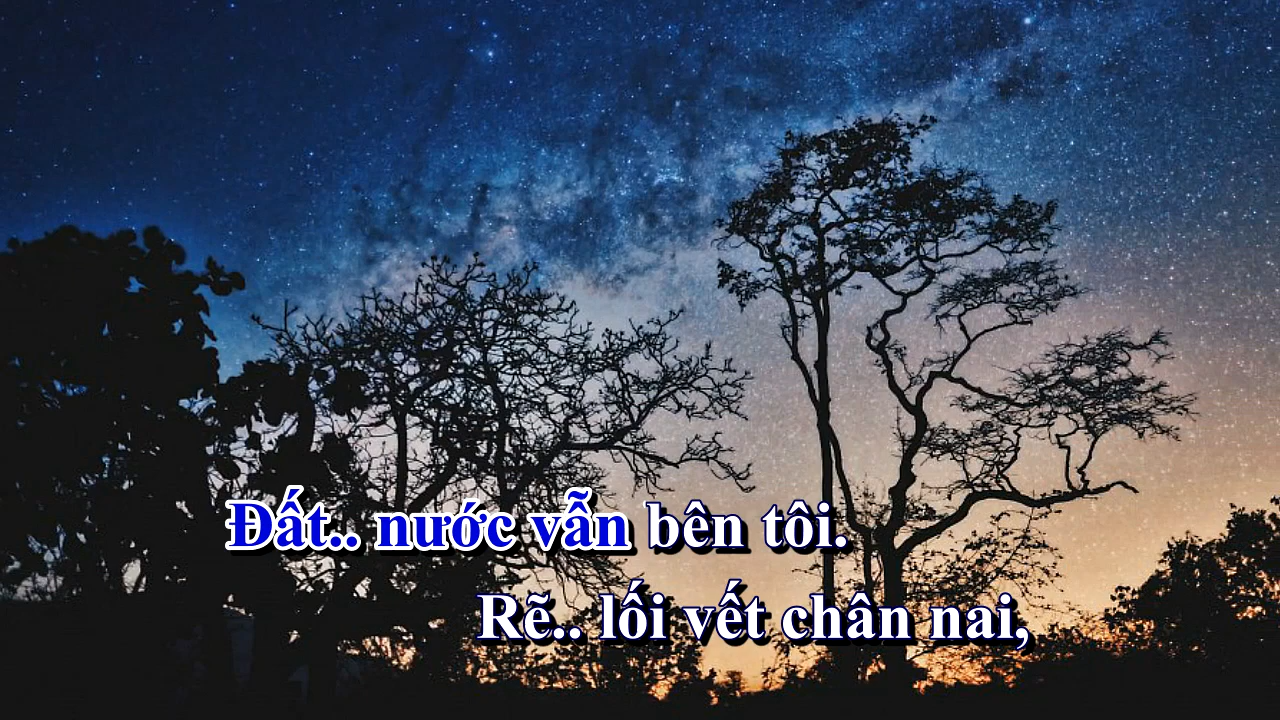 Đất.. nước vẫn bên tôi.
Rẽ.. lối vết chân nai,